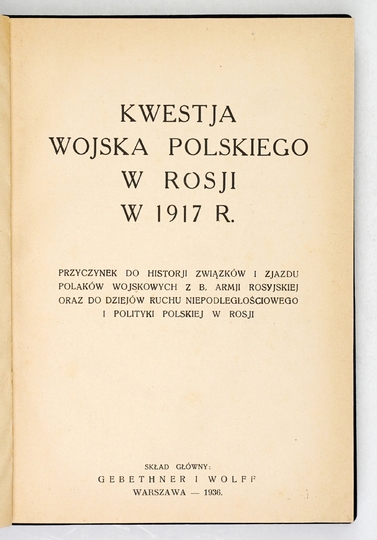 KWESTJA
WOJSKA POLSKIEGO
W ROSJI
W 1917 R.
PRZYCZYNEK DO HISTORJI ZWIĄZKÓW I ZJAZDU
POLAKÓW WOJSKOWYCH Z B. ARMJI ROSYJSKIEJ
ORAZ DO DZIEJÓW RUCHU NIEPODLEGŁOŚCIOWEGO
I POLITYKI POLSKIEJ W ROSJI
SKŁAD GŁÓWNY:
GEBETHNER I WOLFF
WARSZAWA — 1936.